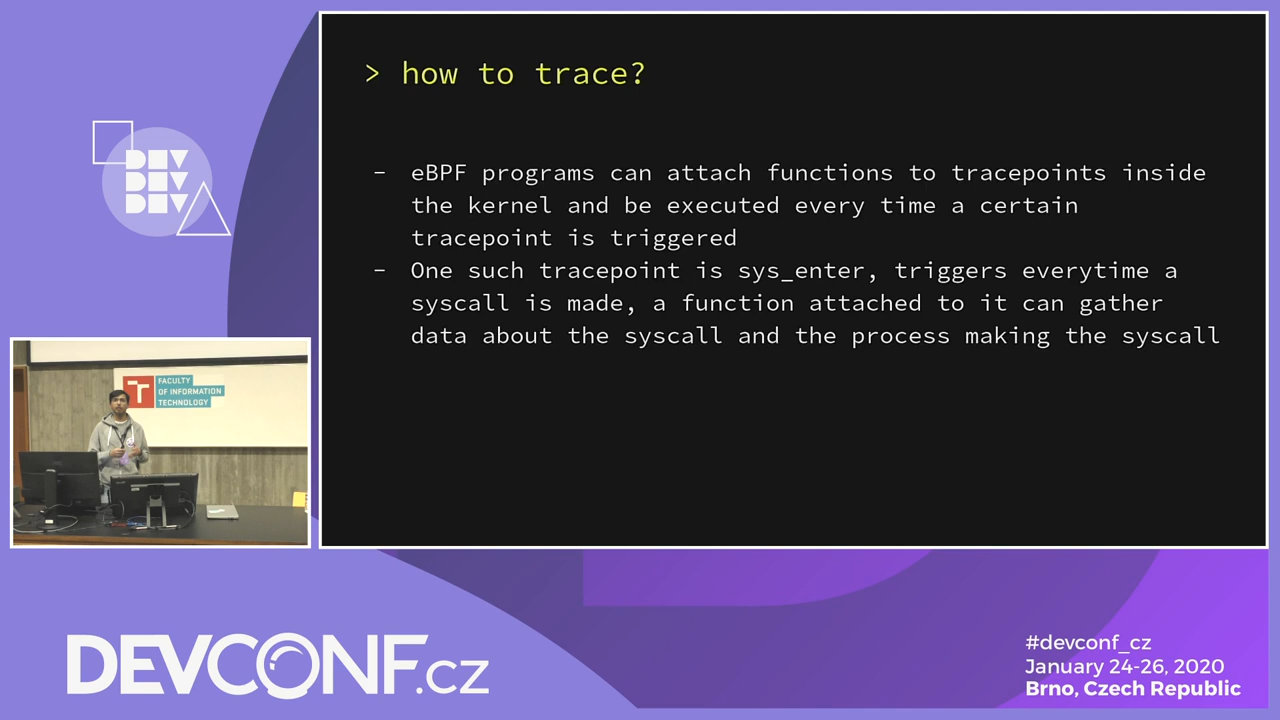 > how to trace?
- eBPF programs can attach functions to tracepoints inside
the kernel and be executed every time a certain
tracepoint is triggered
- One such tracepoint is sys_enter, triggers everytime a
syscall is made, a function attached to it can gather
data about the syscall and the process making the syscall
DEV
DEV
DEV
FACULTY
OF INFORMATION
TECHNOLOGY
DEVCONF.cz
#devconf_cz
January 24-26, 2020
Brno, Czech Republic